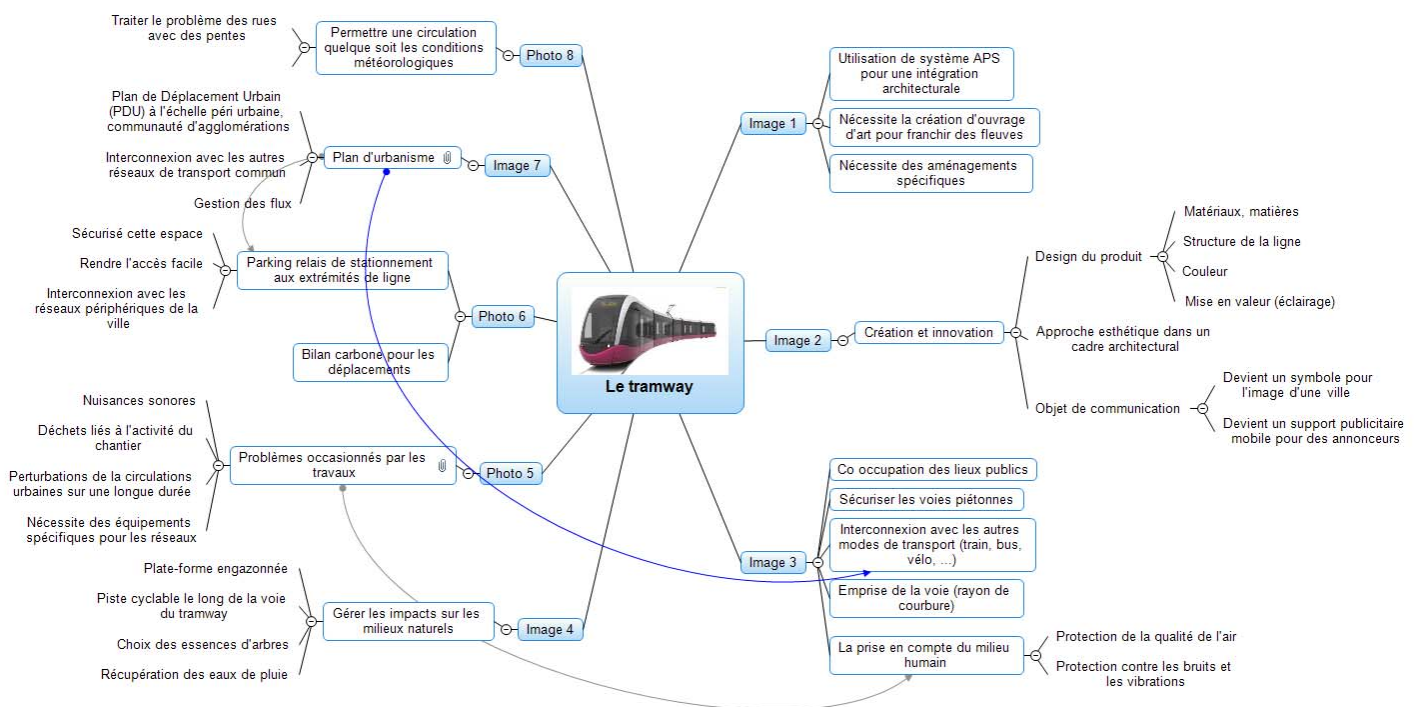 Le tramway
Image 1
Utilisation de système APS
pour une intégration
architecturale
Nécessite la création d'ouvrage
d'art pour franchir des fleuves
Nécessite des aménagements
spécifiques
Image 2
Création et innovation
Design du produit
Matériaux, matières
Structure de la ligne
Couleur
Mise en valeur (éclairage)
Approche esthétique dans un
cadre architectural
Objet de communication
Devient un symbole pour
l'image d'une ville
Devient un support publicitaire
mobile pour des annonceurs
Image 3
Co occupation des lieux publics
Sécuriser les voies piétonnes
Interconnexion avec les autres
modes de transport (train, bus,
vélo, ...)
Emprise de la voie (rayon de
courbure)
La prise en compte du milieu
humain
Protection de la qualité de l'air
Protection contre les bruits et
les vibrations
Image 4
Gérer les impacts sur les
milieux naturels
Plate-forme engazonnée
Piste cyclable le long de la voie
du tramway
Choix des essences d'arbres
Récupération des eaux de pluie
Photo 5
Problèmes occasionnés par les
travaux
Nuisances sonores
Déchets liés à l'activité du
chantier
Perturbations de la circulations
urbaines sur une longue durée
Nécessite des équipements
spécifiques pour les réseaux
Photo 6
Parking relais de stationnement
aux extrémités de ligne
Sécurisé cette espace
Rendre l'accès facile
Interconnexion avec les
réseaux périphériques de la
ville
Bilan carbone pour les
déplacements
Image 7
Plan d'urbanisme
Plan de Déplacement Urbain
(PDU) à l'échelle péri urbaine,
communauté d'agglomérations
Interconnexion avec les autres
réseaux de transport commun
Gestion des flux
Photo 8
Permettre une circulation
quelque soit les conditions
météorologiques
Traiter le problème des rues
avec des pentes